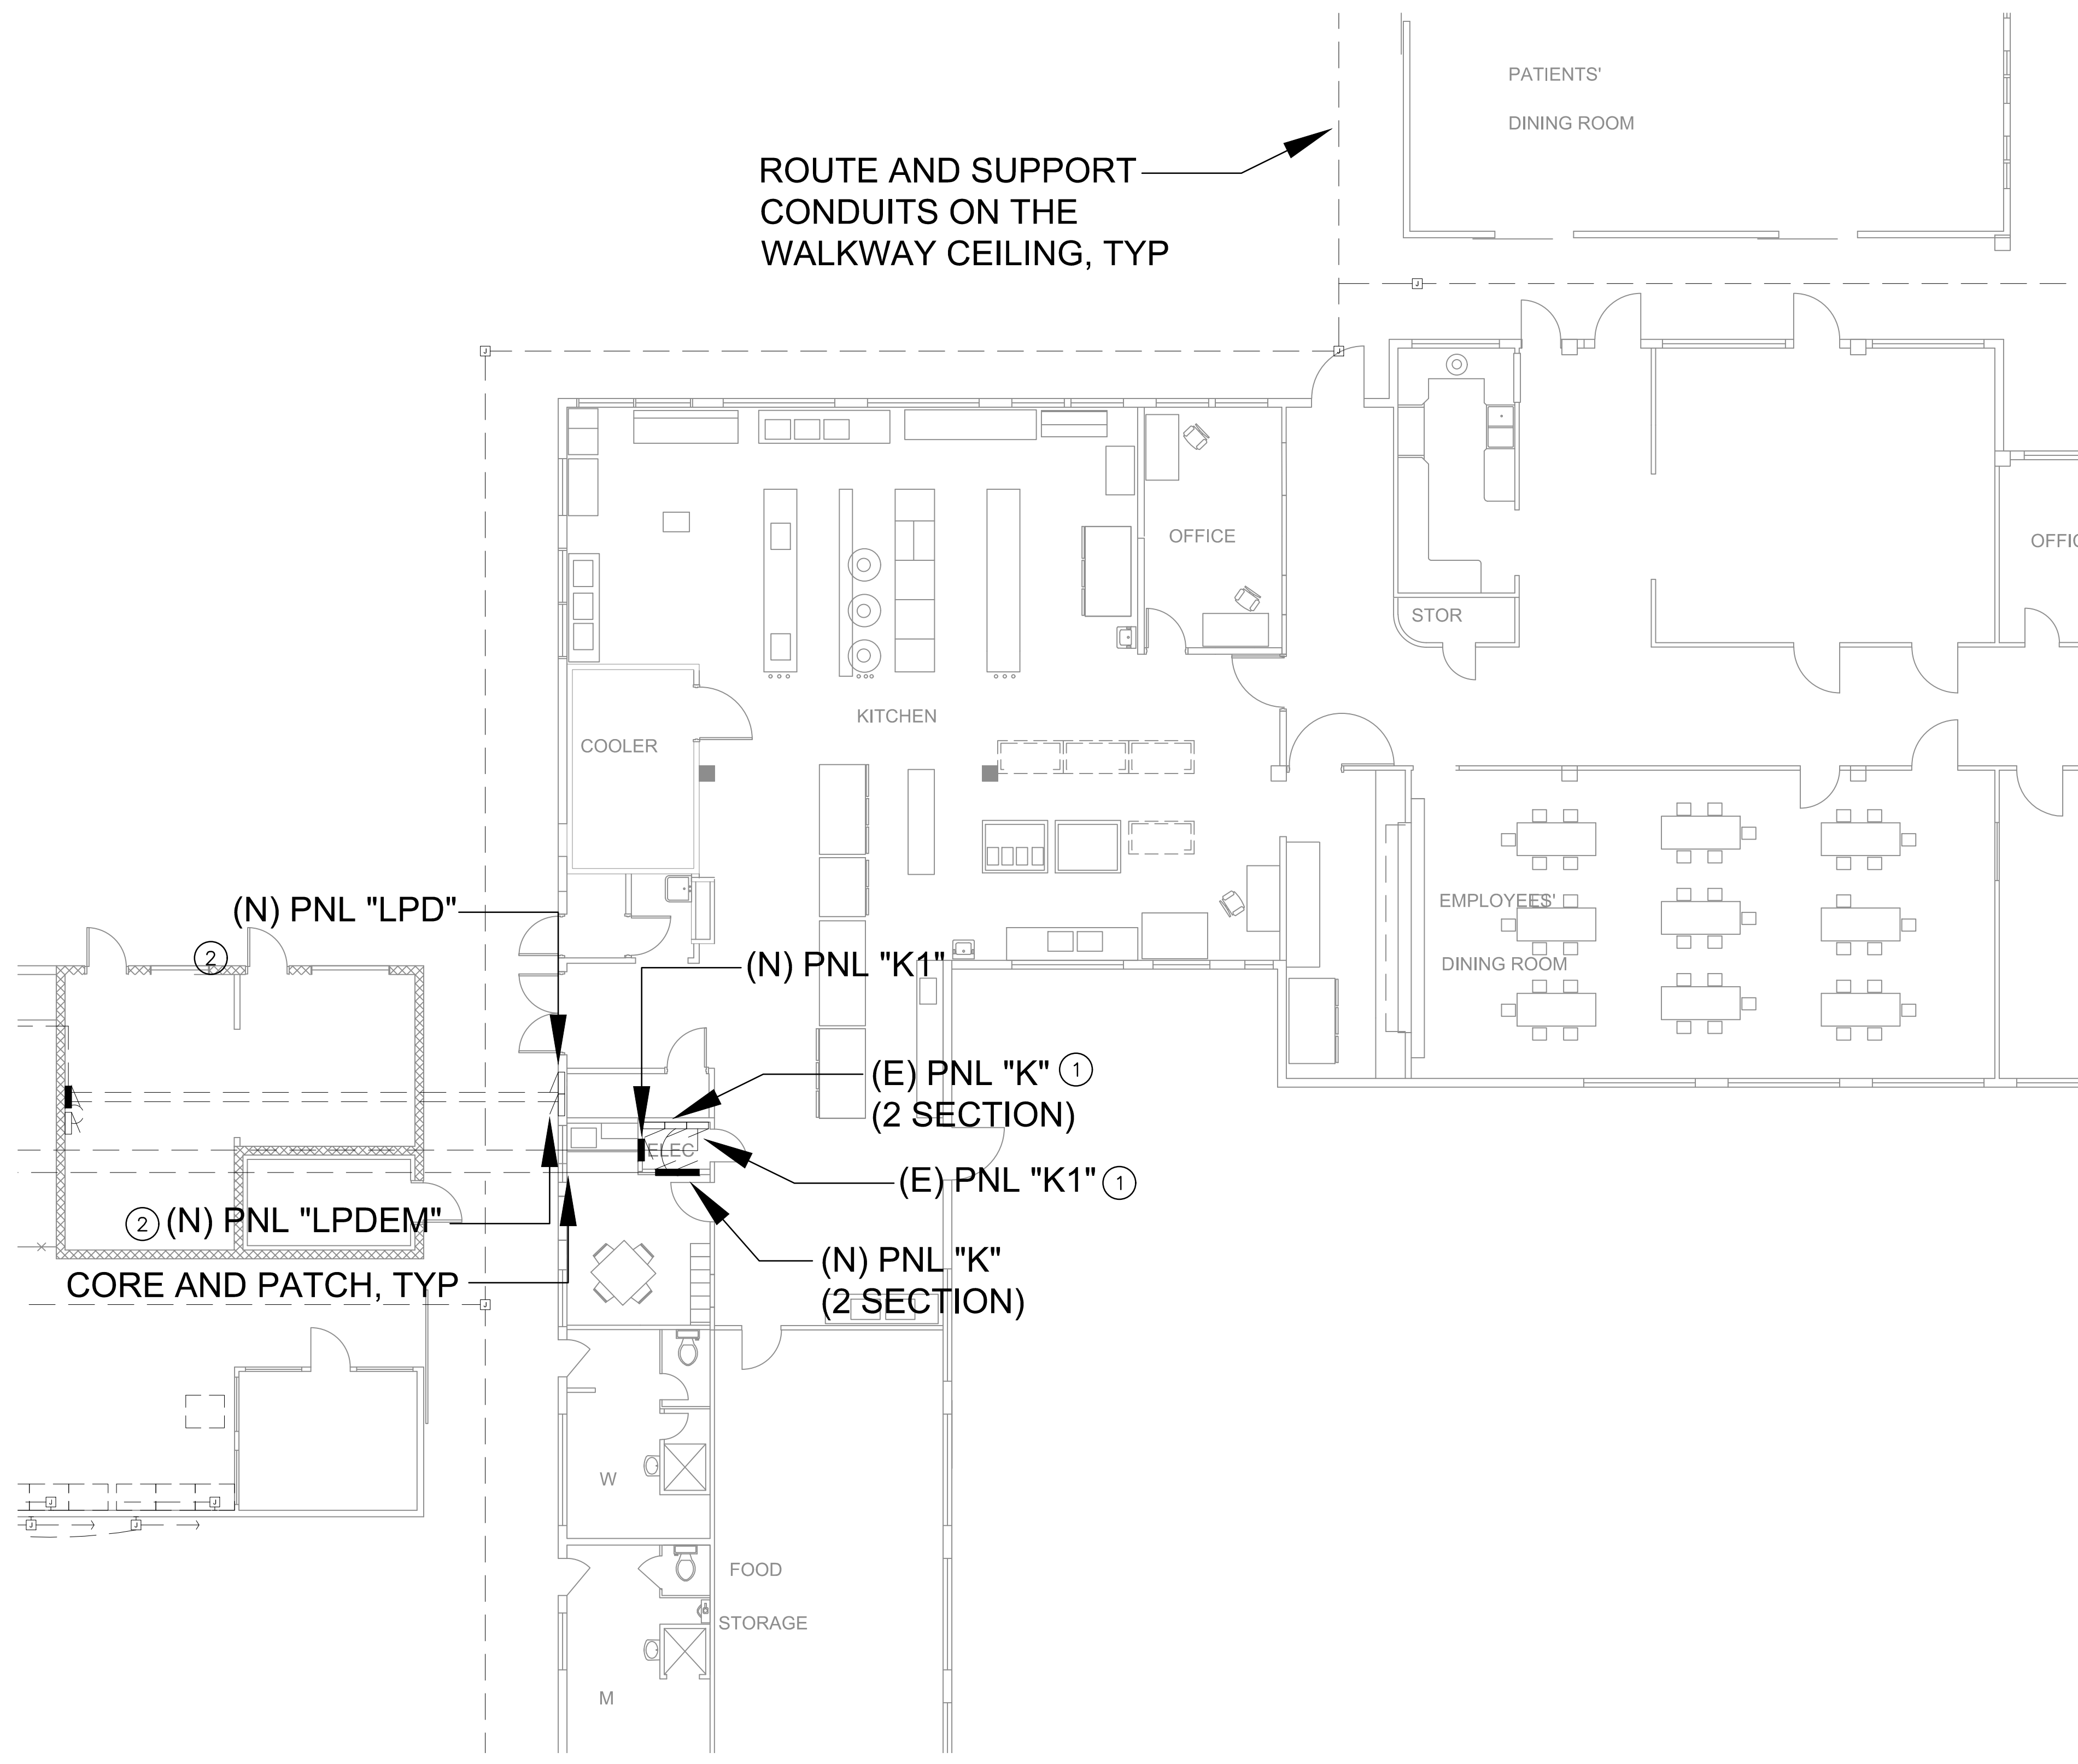 PATIENTS'
DINING ROOM
ROUTE AND SUPPORT
CONDUITS ON THE
WALKWAY CEILING, TYP
J
J
J
OFFICE
OFFIC
STOR
KITCHEN
COOLER
(N) PNL "LPD"
EMPLOYEES'
DINING ROOM
2
(N) PNL "K1"
(E) PNL "K" 1
(2 SECTION)
ELEC
(E) PNL "K1" 1
2 (N) PNL "LPDEM"
(N) PNL "K"
(2 SECTION)
CORE AND PATCH, TYP
J
W
J
J
J
J
FOOD
STORAGE
M